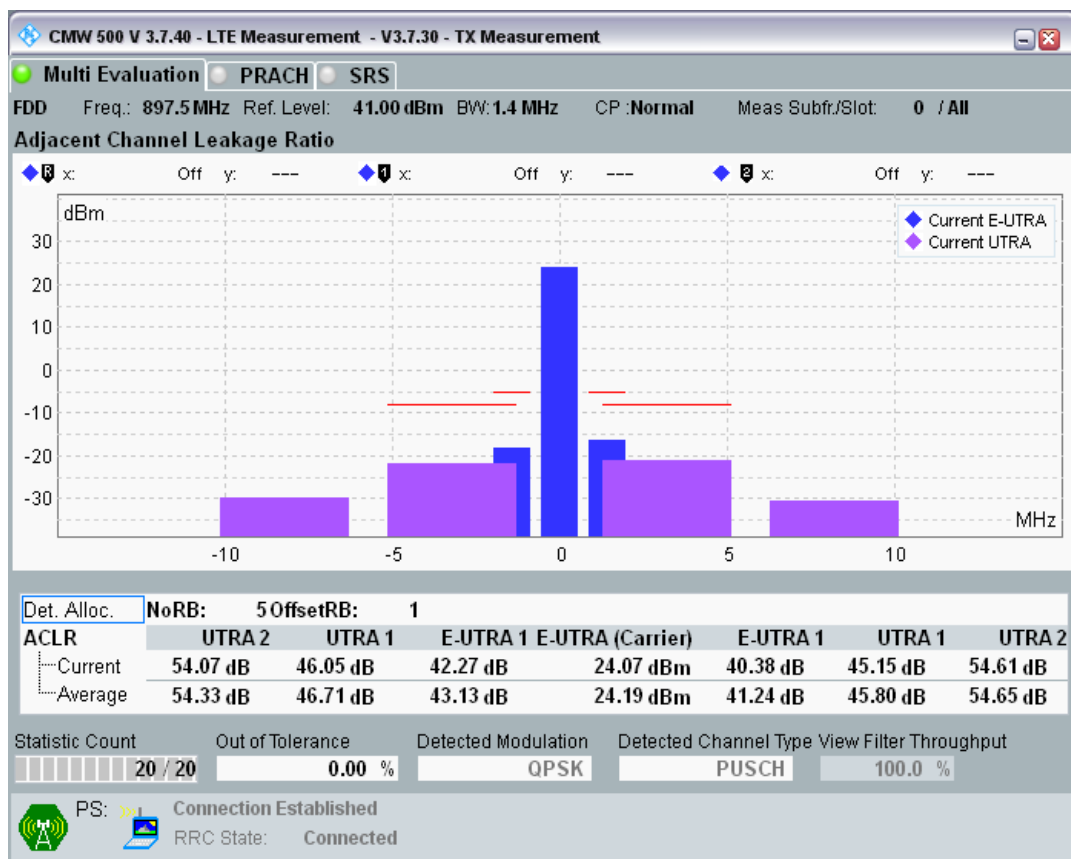 CMW 500 V 3.7.40 - LTE Measurement - V3.7.30 - TX Measurement
Multi Evaluation PRACH SRS
FDD Freq.: 897.5 MHz Ref. Level: 41.00 dBm BW: 1.4 MHz CP :Normal Meas Subfr./Slot: 0 / All
Adjacent Channel Leakage Ratio
R x: Off y: --- 1 x: Off y: --- 2 x: Off y: ---
dBm
Current E-UTRA
Current UTRA
30
20
10
0
-10
-20
-30
MHz
-10 -5 0 5 10
Det. Alloc. NoRB: 5 OffsetRB: 1
ACLR UTRA 2 UTRA 1 E-UTRA 1 E-UTRA (Carrier) E-UTRA 1 UTRA 1 UTRA 2
Current 54.07 dB 46.05 dB 42.27 dB 24.07 dBm 40.38 dB 45.15 dB 54.61 dB
Average 54.33 dB 46.71 dB 43.13 dB 24.19 dBm 41.24 dB 45.80 dB 54.65 dB
Statistic Count Out of Tolerance Detected Modulation Detected Channel Type View Filter Throughput
20 / 20 0.00 % QPSK PUSCH 100.0 %
PS: Connection Established
RRC State: Connected